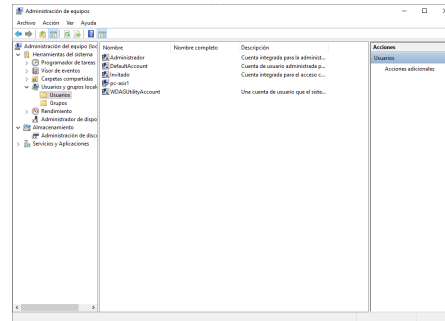 Administración de equipos
Archivo Acción Ver Ayuda
Administración del equipo (loc
Herramientas del sistema
Programador de tareas
Visor de eventos
Carpetas compartidas
Usuarios y grupos locale
Usuarios
Grupos
Rendimiento
Administrador de dispo
Almacenamiento
Administración de disco
Servicios y Aplicaciones
Nombre Nombre completo Descripción
Administrador Cuenta integrada para la administ...
DefaultAccount Cuenta de usuario administrada p...
Invitado Cuenta integrada para el acceso c...
pc-asir1
WDAGUtilityAccount Una cuenta de usuario que el siste...
Acciones
Usuarios
Acciones adicionales